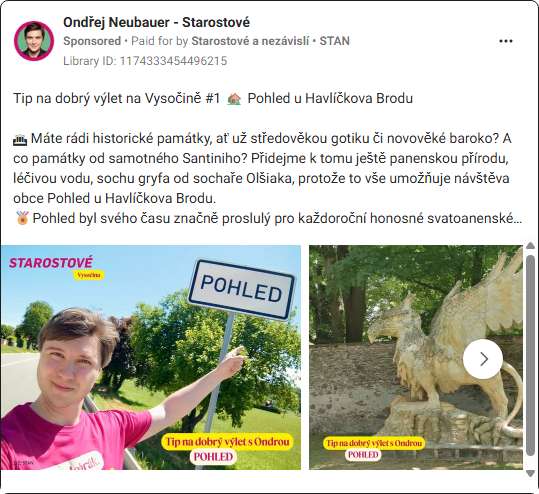 Ondřej Neubauer - Starostové
Sponsored • Paid for by Starostové a nezávislí • STAN
Library ID: 1174333454496215
Tip na dobrý výlet na Vysočině #1 🏠 Pohled u Havlíčkova Brodu
Máte rádi historické památky, ať už středověkou gotiku či novověké baroko? A
co památky od samotného Santiniho? Přidejme k tomu ještě panenskou přírodu,
léčivou vodu, sochu gryfa od sochaře Olšiaka, protože to vše umožňuje návštěva
obce Pohled u Havlíčkova Brodu.
🏅Pohled byl svého času značně proslulý pro každoroční honosné svatoanenské...
STAROSTOVÉ
Vysočina
POHLED
Tip na dobrý výlet s Ondrou
POHLED
Tip na dobrý výlet s Ondrou
POHLED